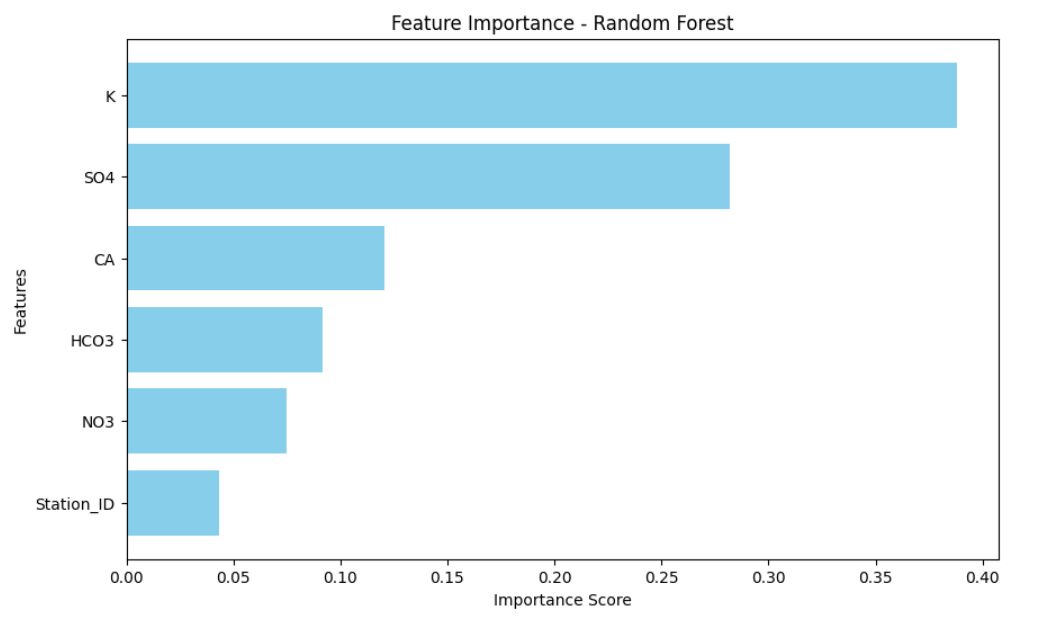 Feature Importance - Random Forest
Features
K
SO4
CA
HCO3
NO3
Station_ID
0.00 0.05 0.10 0.15 0.20 0.25 0.30 0.35 0.40
Importance Score